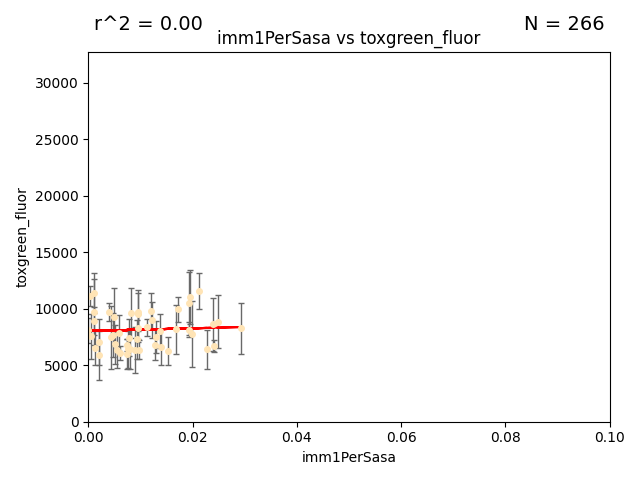 r^2 = 0.00
N = 266
imm1PerSasa vs toxgreen_fluor
30000
25000
20000
15000
10000
5000
0
toxgreen_fluor
0.00 0.02 0.04 0.06 0.08 0.10
imm1PerSasa